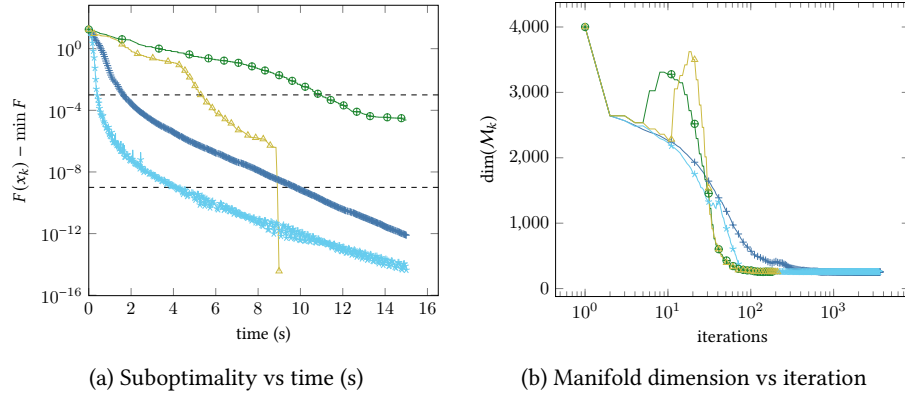 10^0
10^{-4}
10^{-8}
10^{-12}
10^{-16}
F(x_k) − min F
0 2 4 6 8 10 12 14 16
time (s)
(a) Suboptimality vs time (s)
4,000
3,000
2,000
1,000
0
dim(ℳ_k)
10^0 10^1 10^2 10^3
iterations
(b) Manifold dimension vs iteration